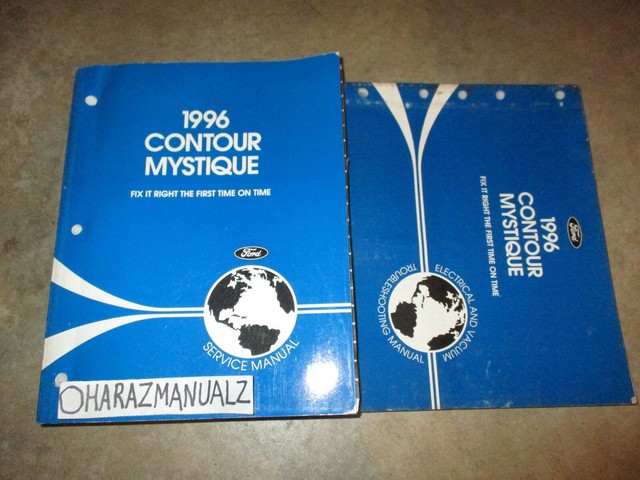 1996
CONTOUR
MYSTIQUE
FIX IT RIGHT THE FIRST TIME ON TIME
Ford
SERVICE MANUAL
OHARAZMANUALZ
Ford
1996
CONTOUR
MYSTIQUE
FIX IT RIGHT THE FIRST TIME ON TIME
ELECTRICAL AND VACUUM
TROUBLESHOOTING MANUAL